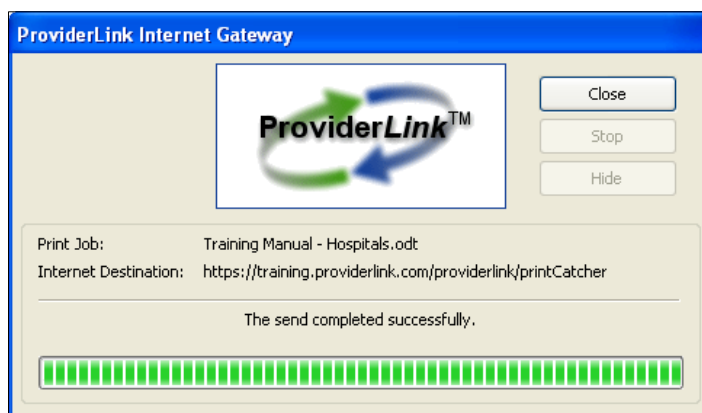 ProviderLink Internet Gateway
ProviderLink™
Close
Stop
Hide
Print Job: Training Manual - Hospitals.odt
Internet Destination: https://training.providerlink.com/providerlink/printCatcher
The send completed successfully.